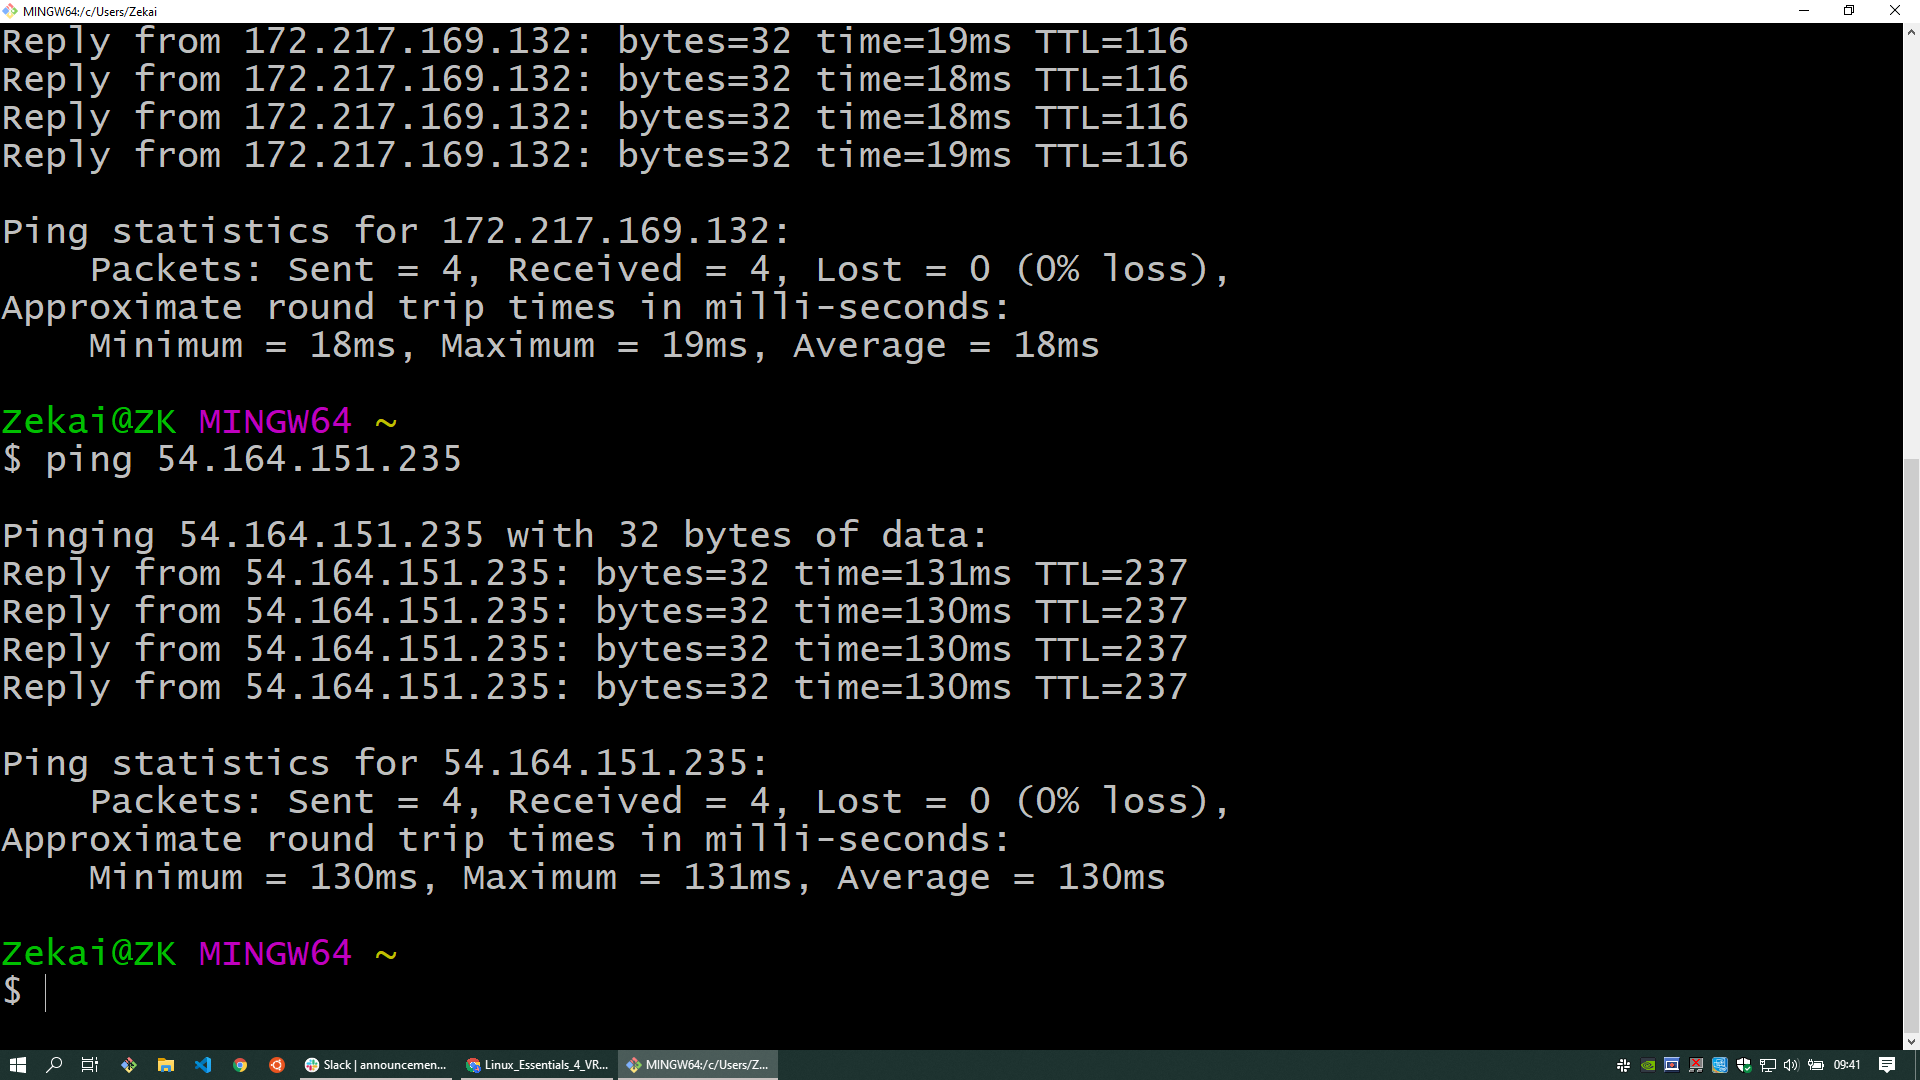 MINGW64:/c/Users/Zekai
Reply from 172.217.169.132: bytes=32 time=19ms TTL=116
Reply from 172.217.169.132: bytes=32 time=18ms TTL=116
Reply from 172.217.169.132: bytes=32 time=18ms TTL=116
Reply from 172.217.169.132: bytes=32 time=19ms TTL=116
Ping statistics for 172.217.169.132:
Packets: Sent = 4, Received = 4, Lost = 0 (0% loss),
Approximate round trip times in milli-seconds:
Minimum = 18ms, Maximum = 19ms, Average = 18ms
Zekai@ZK MINGW64 ~
$ ping 54.164.151.235
Pinging 54.164.151.235 with 32 bytes of data:
Reply from 54.164.151.235: bytes=32 time=131ms TTL=237
Reply from 54.164.151.235: bytes=32 time=130ms TTL=237
Reply from 54.164.151.235: bytes=32 time=130ms TTL=237
Reply from 54.164.151.235: bytes=32 time=130ms TTL=237
Ping statistics for 54.164.151.235:
Packets: Sent = 4, Received = 4, Lost = 0 (0% loss),
Approximate round trip times in milli-seconds:
Minimum = 130ms, Maximum = 131ms, Average = 130ms
Zekai@ZK MINGW64 ~
$
Slack | announcemen... Linux_Essentials_4_VR... MINGW64:/c/Users/Z... 09:41